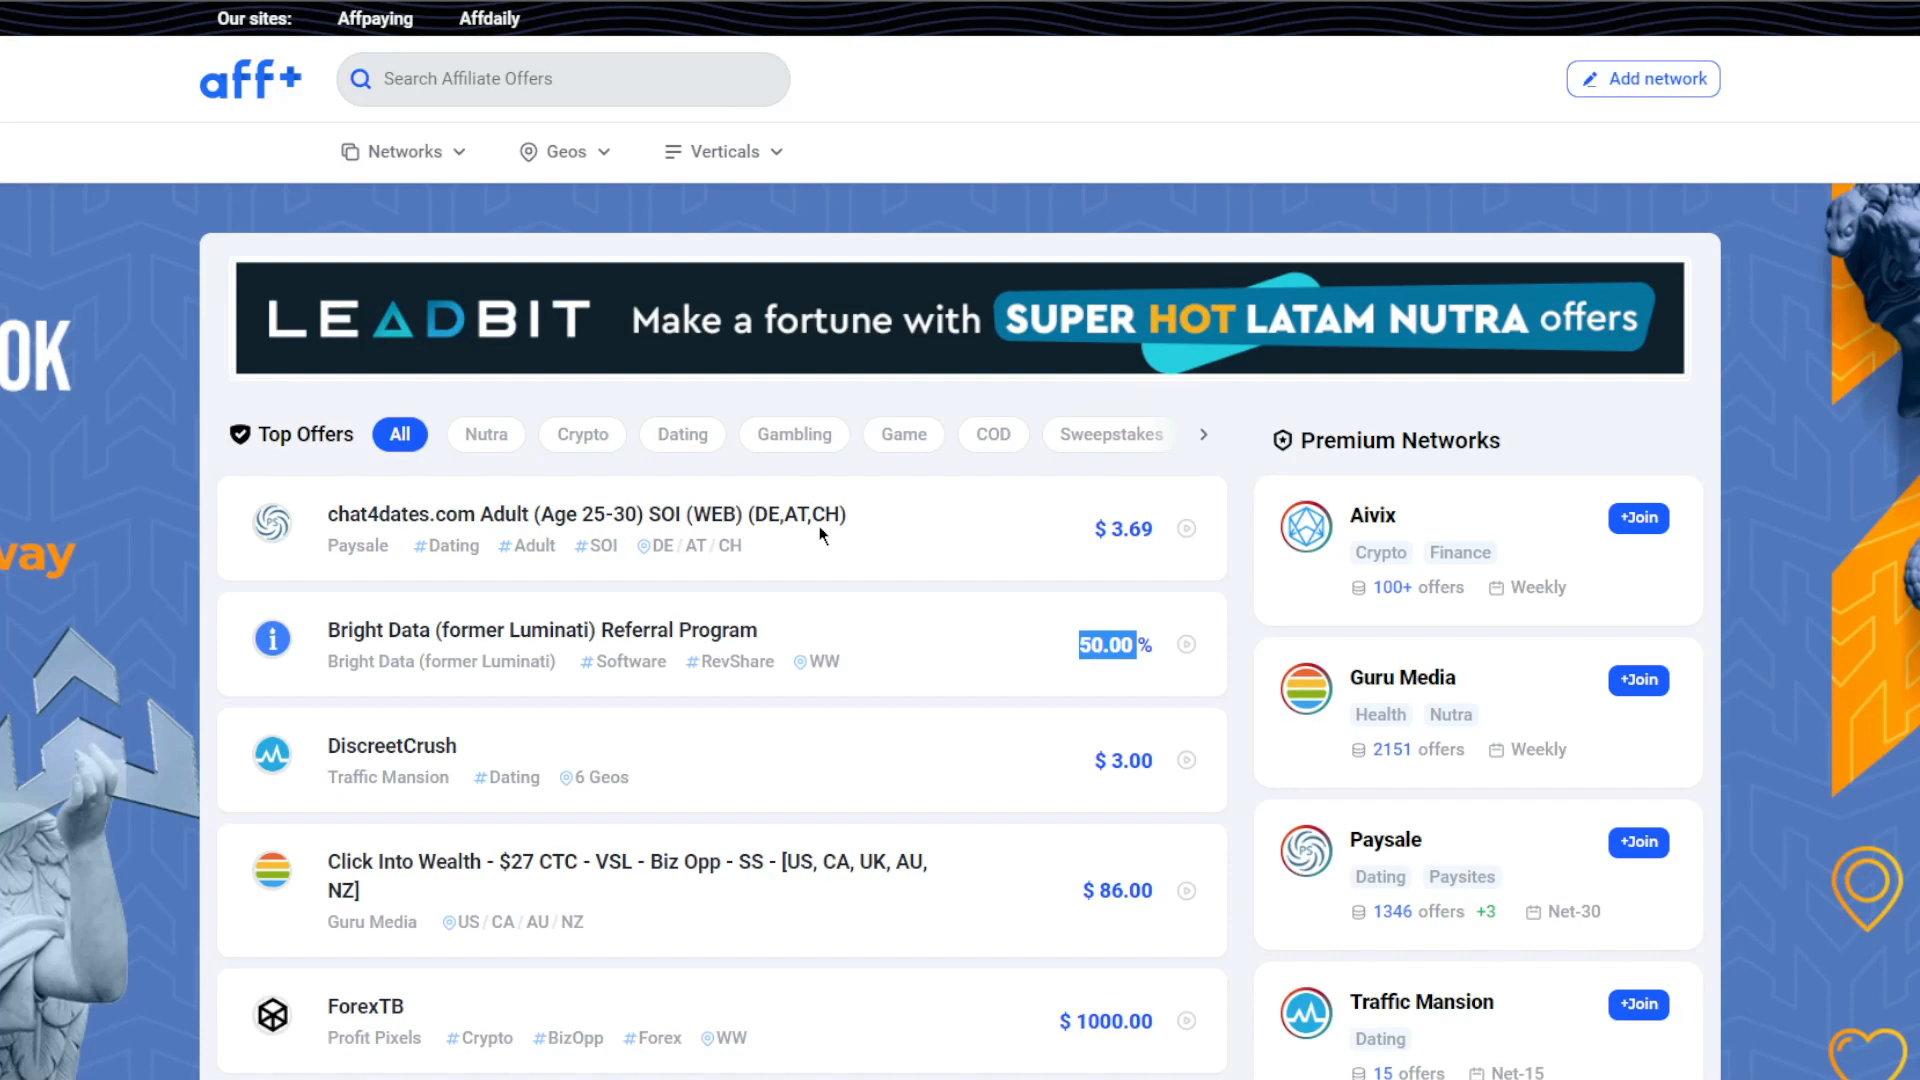 Our sites: Affpaying Affdaily
aff+
Search Affiliate Offers
Add network
Networks Geos Verticals
OK
way
LEADBIT Make a fortune with SUPER HOT LATAM NUTRA offers
Top Offers All Nutra Crypto Dating Gambling Game COD Sweepstakes
chat4dates.com Adult (Age 25-30) SOI (WEB) (DE,AT,CH)
Paysale #Dating #Adult #SOI DE / AT / CH
$ 3.69
Bright Data (former Luminati) Referral Program
Bright Data (former Luminati) #Software #RevShare WW
50.00 %
DiscreetCrush
Traffic Mansion #Dating 6 Geos
$ 3.00
Click Into Wealth - $27 CTC - VSL - Biz Opp - SS - [US, CA, UK, AU,
NZ]
Guru Media US / CA / AU / NZ
$ 86.00
ForexTB
Profit Pixels #Crypto #BizOpp #Forex WW
$ 1000.00
Premium Networks
Aivix
+Join
Crypto Finance
100+ offers Weekly
Guru Media
+Join
Health Nutra
2151 offers Weekly
PS
Paysale
+Join
Dating Paysites
1346 offers +3 Net-30
Traffic Mansion
+Join
Dating
15 offers Net-15